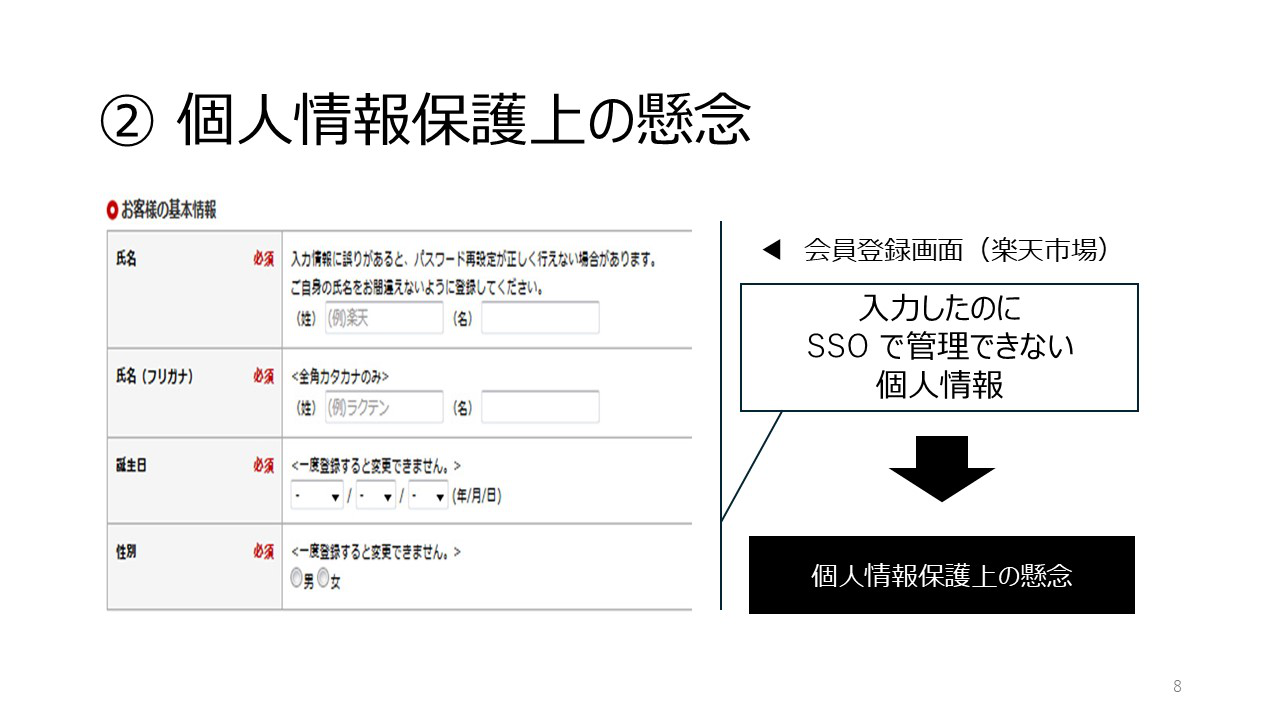 ② 個人情報保護上の懸念
お客様の基本情報
氏名 必須
入力情報に誤りがあると、パスワード再設定が正しく行えない場合があります。
ご自身の氏名をお間違えないように登録してください。
（姓） (例)楽天 （名）
氏名（フリガナ） 必須
<全角カタカナのみ>
（姓） (例)ラクテン （名）
誕生日 必須
<一度登録すると変更できません。>
- / - / - (年/月/日)
性別 必須
<一度登録すると変更できません。>
男 女
◀ 会員登録画面（楽天市場）
入力したのに
SSO で管理できない
個人情報
個人情報保護上の懸念
8